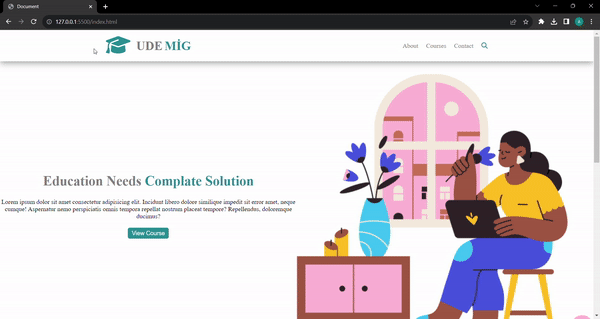 Document
127.0.0.1:5500/index.html
UDE MİG
About Courses Contact
Education Needs Complate Solution
Lorem ipsum dolor sit amet consectetur adipisicing elit. Incidunt libero dolore similique impedit sit error amet, neque
cumque! Aspernatur nemo perspiciatis omnis tempora repellat nostrum placeat tempore? Repellendus, doloremque
ducimus?
View Course